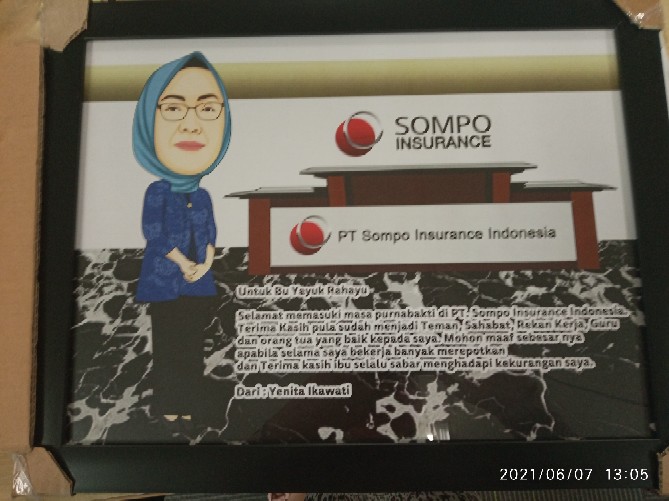 SOMPO
INSURANCE
PT Sompo Insurance Indonesia
Untuk Bu Yayuk Rahayu
Selamat memasuki masa purnabakti di PT. Sompo Insurance Indonesia.
Terima Kasih pula sudah menjadi Teman, Sahabat, Rekan Kerja, Guru
dan orang tua yang baik kepada saya. Mohon maaf sebesar nya
apabila selama saya bekerja banyak merepotkan
dan Terima kasih ibu selalu sabar menghadapi kekurangan saya.
Dari : Yenita Ikawati
2021/06/07 13:05